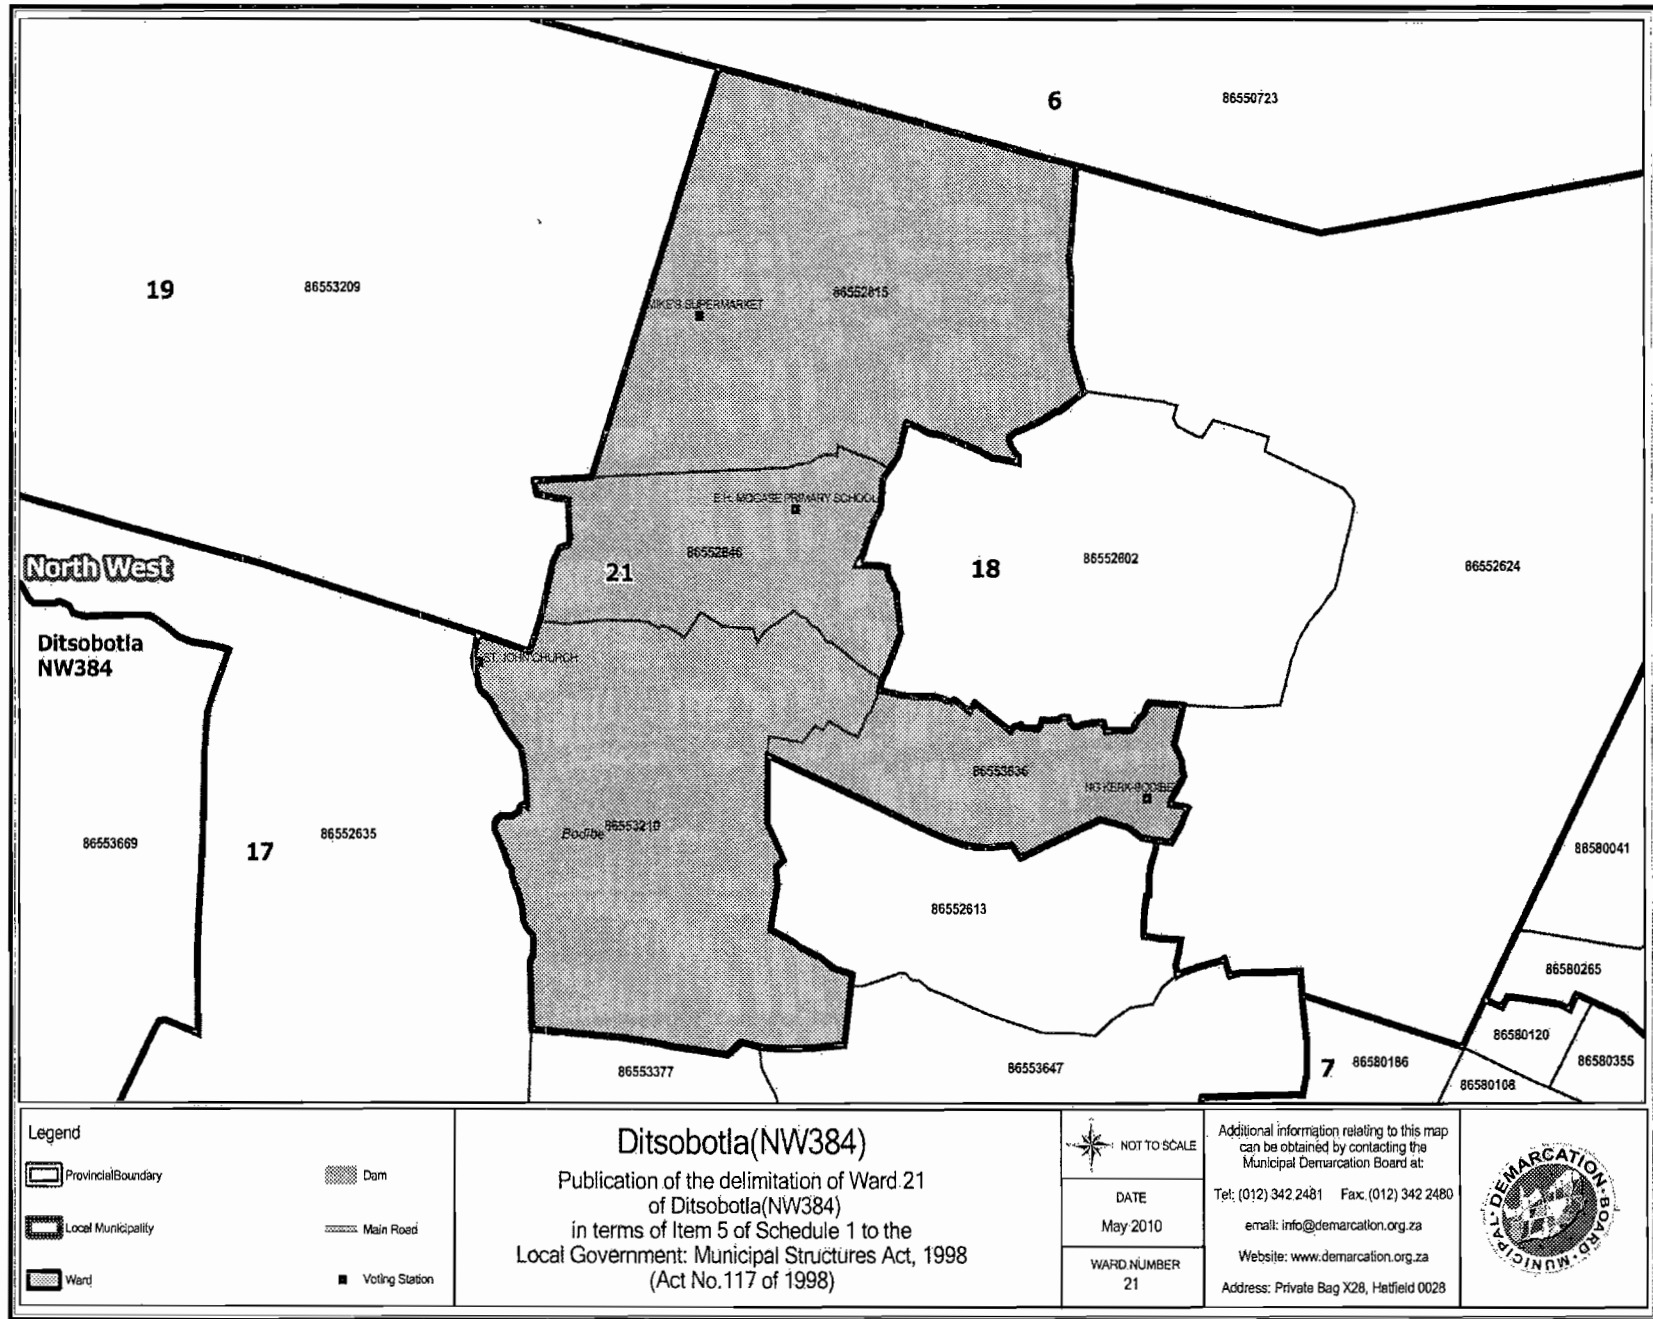 6
86550723
19
86553209
86552815
E.H. MOGASE PRIMARY SCHOOL
86552846
21
18
86552602
86552624
North West
Ditsobotla
NW384
ST. JOHN CHURCH
86553636
NG KERK-BODIBE
86553669
17
86552635
Bodibe
86553210
86552613
86580041
86580265
86580120
86580355
86553377
86553647
7
86580186
86580108
Legend
ProvincialBoundary
Dam
Local Municipality
Main Road
Ward
Voting Station
Ditsobotla(NW384)
Publication of the delimitation of Ward 21
of Ditsobotla(NW384)
in terms of Item 5 of Schedule 1 to the
Local Government: Municipal Structures Act, 1998
(Act No.117 of 1998)
NOT TO SCALE
DATE
May 2010
WARD NUMBER
21
Additional information relating to this map
can be obtained by contacting the
Municipal Demarcation Board at:
Tel: (012) 342 2481 Fax: (012) 342 2480
email: info@demarcation.org.za
Website: www.demarcation.org.za
Address: Private Bag X28, Hatfield 0028
MUNICIPAL DEMARCATION BOARD